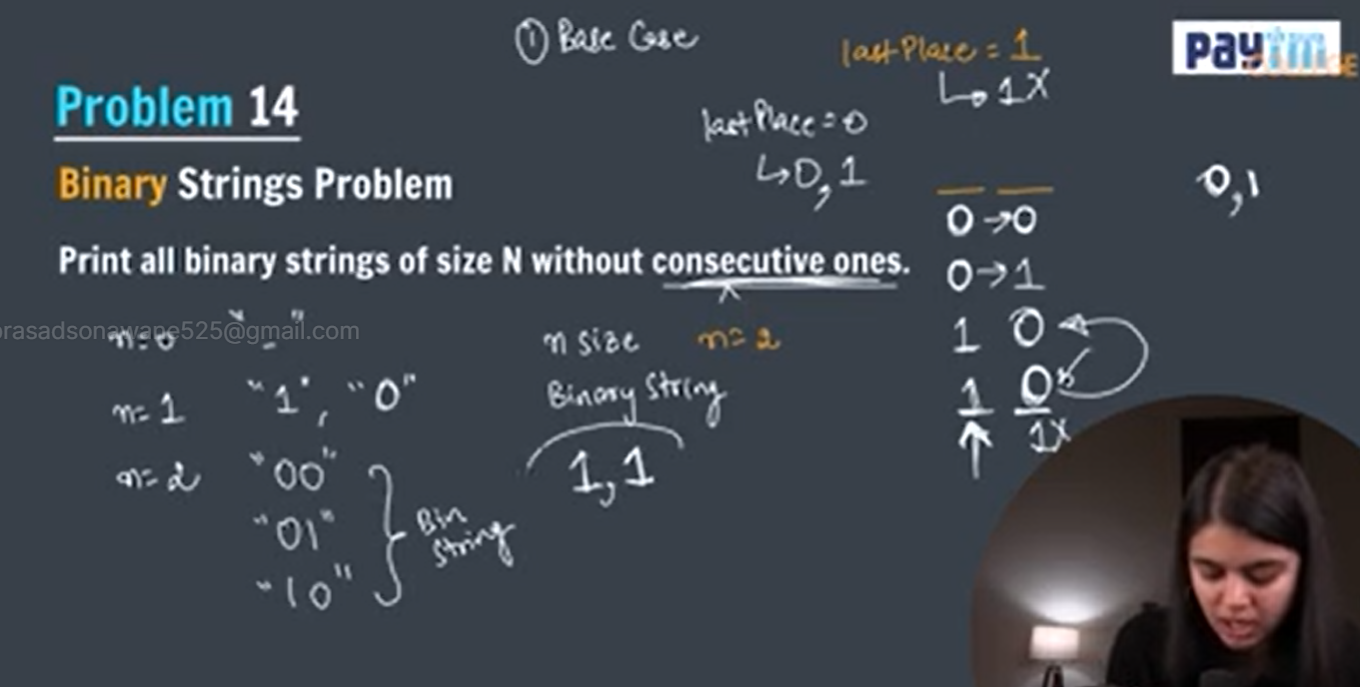 ① Base Case
lastPlace = 1
↳ 1X
paytm
Problem 14
lastPlace = 0
↳ 0, 1
Binary Strings Problem
0,1
0 → 0
Print all binary strings of size N without consecutive ones.
0 → 1
prasadsonawane525@gmail.com
n=0 " - "
n size n=2
1 0
n=1 "1", "0"
Binary String
1 0
1X
n=2 "00"
1,1
"01"
Bin
String
"10"